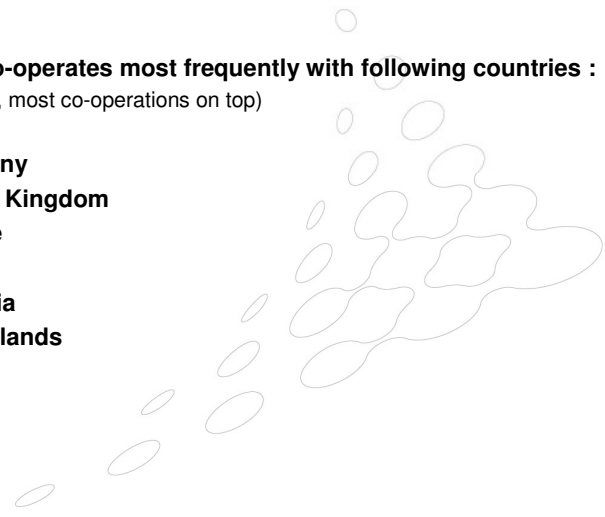 o-operates most frequently with following countries :
, most co-operations on top)
ny
Kingdom
e
ia
lands